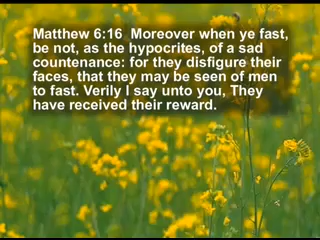 Matthew 6:16  Moreover when ye fast,
be not, as the hypocrites, of a sad
countenance: for they disfigure their
faces, that they may be seen of men
to fast. Verily I say unto you, They
have received their reward.